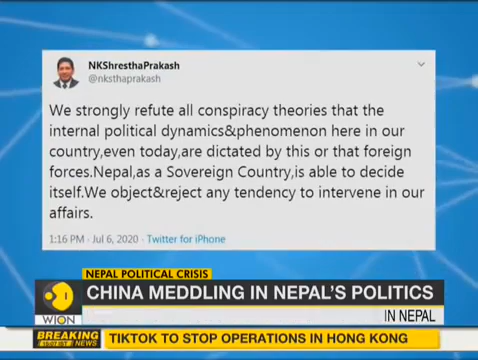 NKShresthaPrakash
@nksthaprakash
We strongly refute all conspiracy theories that the
internal political dynamics&phenomenon here in our
country,even today,are dictated by this or that foreign
forces.Nepal,as a Sovereign Country,is able to decide
itself.We object&reject any tendency to intervene in our
affairs.
1:16 PM · Jul 6, 2020 · Twitter for iPhone
NEPAL POLITICAL CRISIS
CHINA MEDDLING IN NEPAL'S POLITICS
IN NEPAL
WION
BREAKING
NEWS
TIKTOK TO STOP OPERATIONS IN HONG KONG